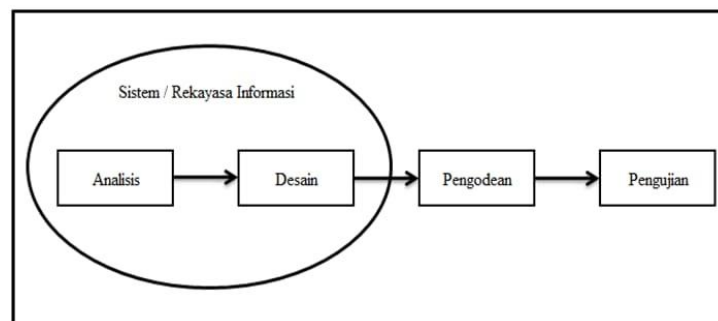 Sistem / Rekayasa Informasi
Analisis
Desain
Pengodean
Pengujian